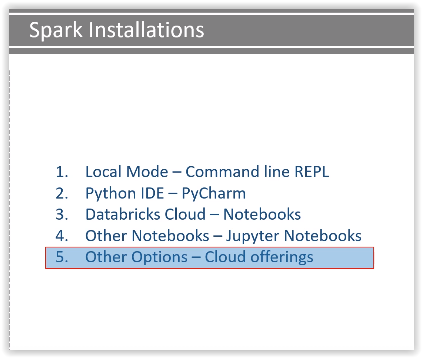 Spark Installations
1. Local Mode – Command line REPL
2. Python IDE – PyCharm
3. Databricks Cloud – Notebooks
4. Other Notebooks – Jupyter Notebooks
5. Other Options – Cloud offerings